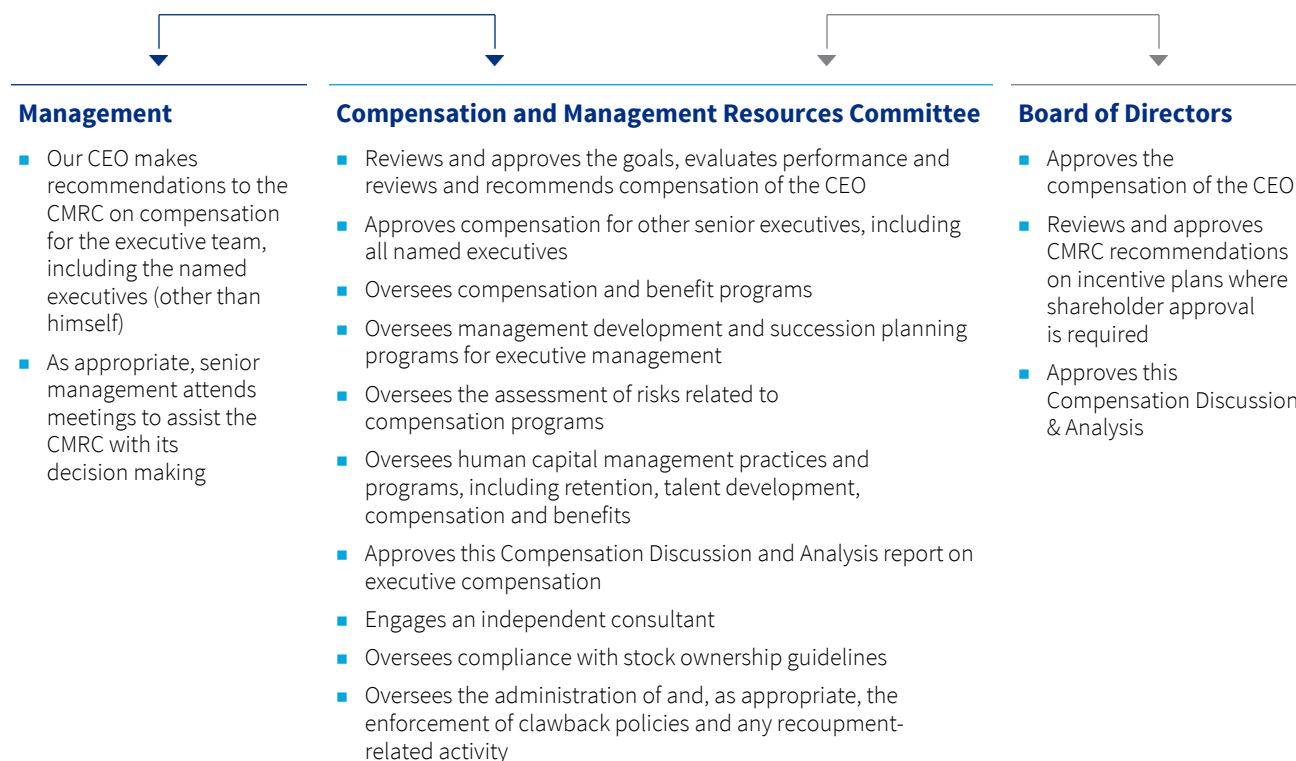 Management
Our CEO makes
recommendations to the
CMRC on compensation
for the executive team,
including the named
executives (other than
himself)
As appropriate, senior
management attends
meetings to assist the
CMRC with its
decision making
Compensation and Management Resources Committee
Reviews and approves the goals, evaluates performance and
reviews and recommends compensation of the CEO
Approves compensation for other senior executives, including
all named executives
Oversees compensation and benefit programs
Oversees management development and succession planning
programs for executive management
Oversees the assessment of risks related to
compensation programs
Oversees human capital management practices and
programs, including retention, talent development,
compensation and benefits
Approves this Compensation Discussion and Analysis report on
executive compensation
Engages an independent consultant
Oversees compliance with stock ownership guidelines
Oversees the administration of and, as appropriate, the
enforcement of clawback policies and any recoupment-
related activity
Board of Directors
Approves the
compensation of the CEO
Reviews and approves
CMRC recommendations
on incentive plans where
shareholder approval
is required
Approves this
Compensation Discussion
& Analysis